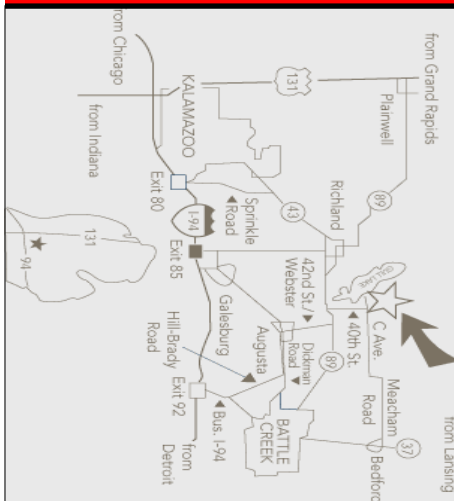 from Grand Rapids
from Lansing
37
Bedford
Meacham
Road
Plainwell
89
C Ave.
GULL LAKE
40th St.
Richland
89
42nd St./
Webster
Dickman
Road
131
43
Augusta
BATTLE
CREEK
Sprinkle
Road
Galesburg
Bus. I-94
I-94
KALAMAZOO
Exit 80
Exit 85
Exit 92
Hill-Brady
Road
from
Detroit
from Chicago
from Indiana
131
94